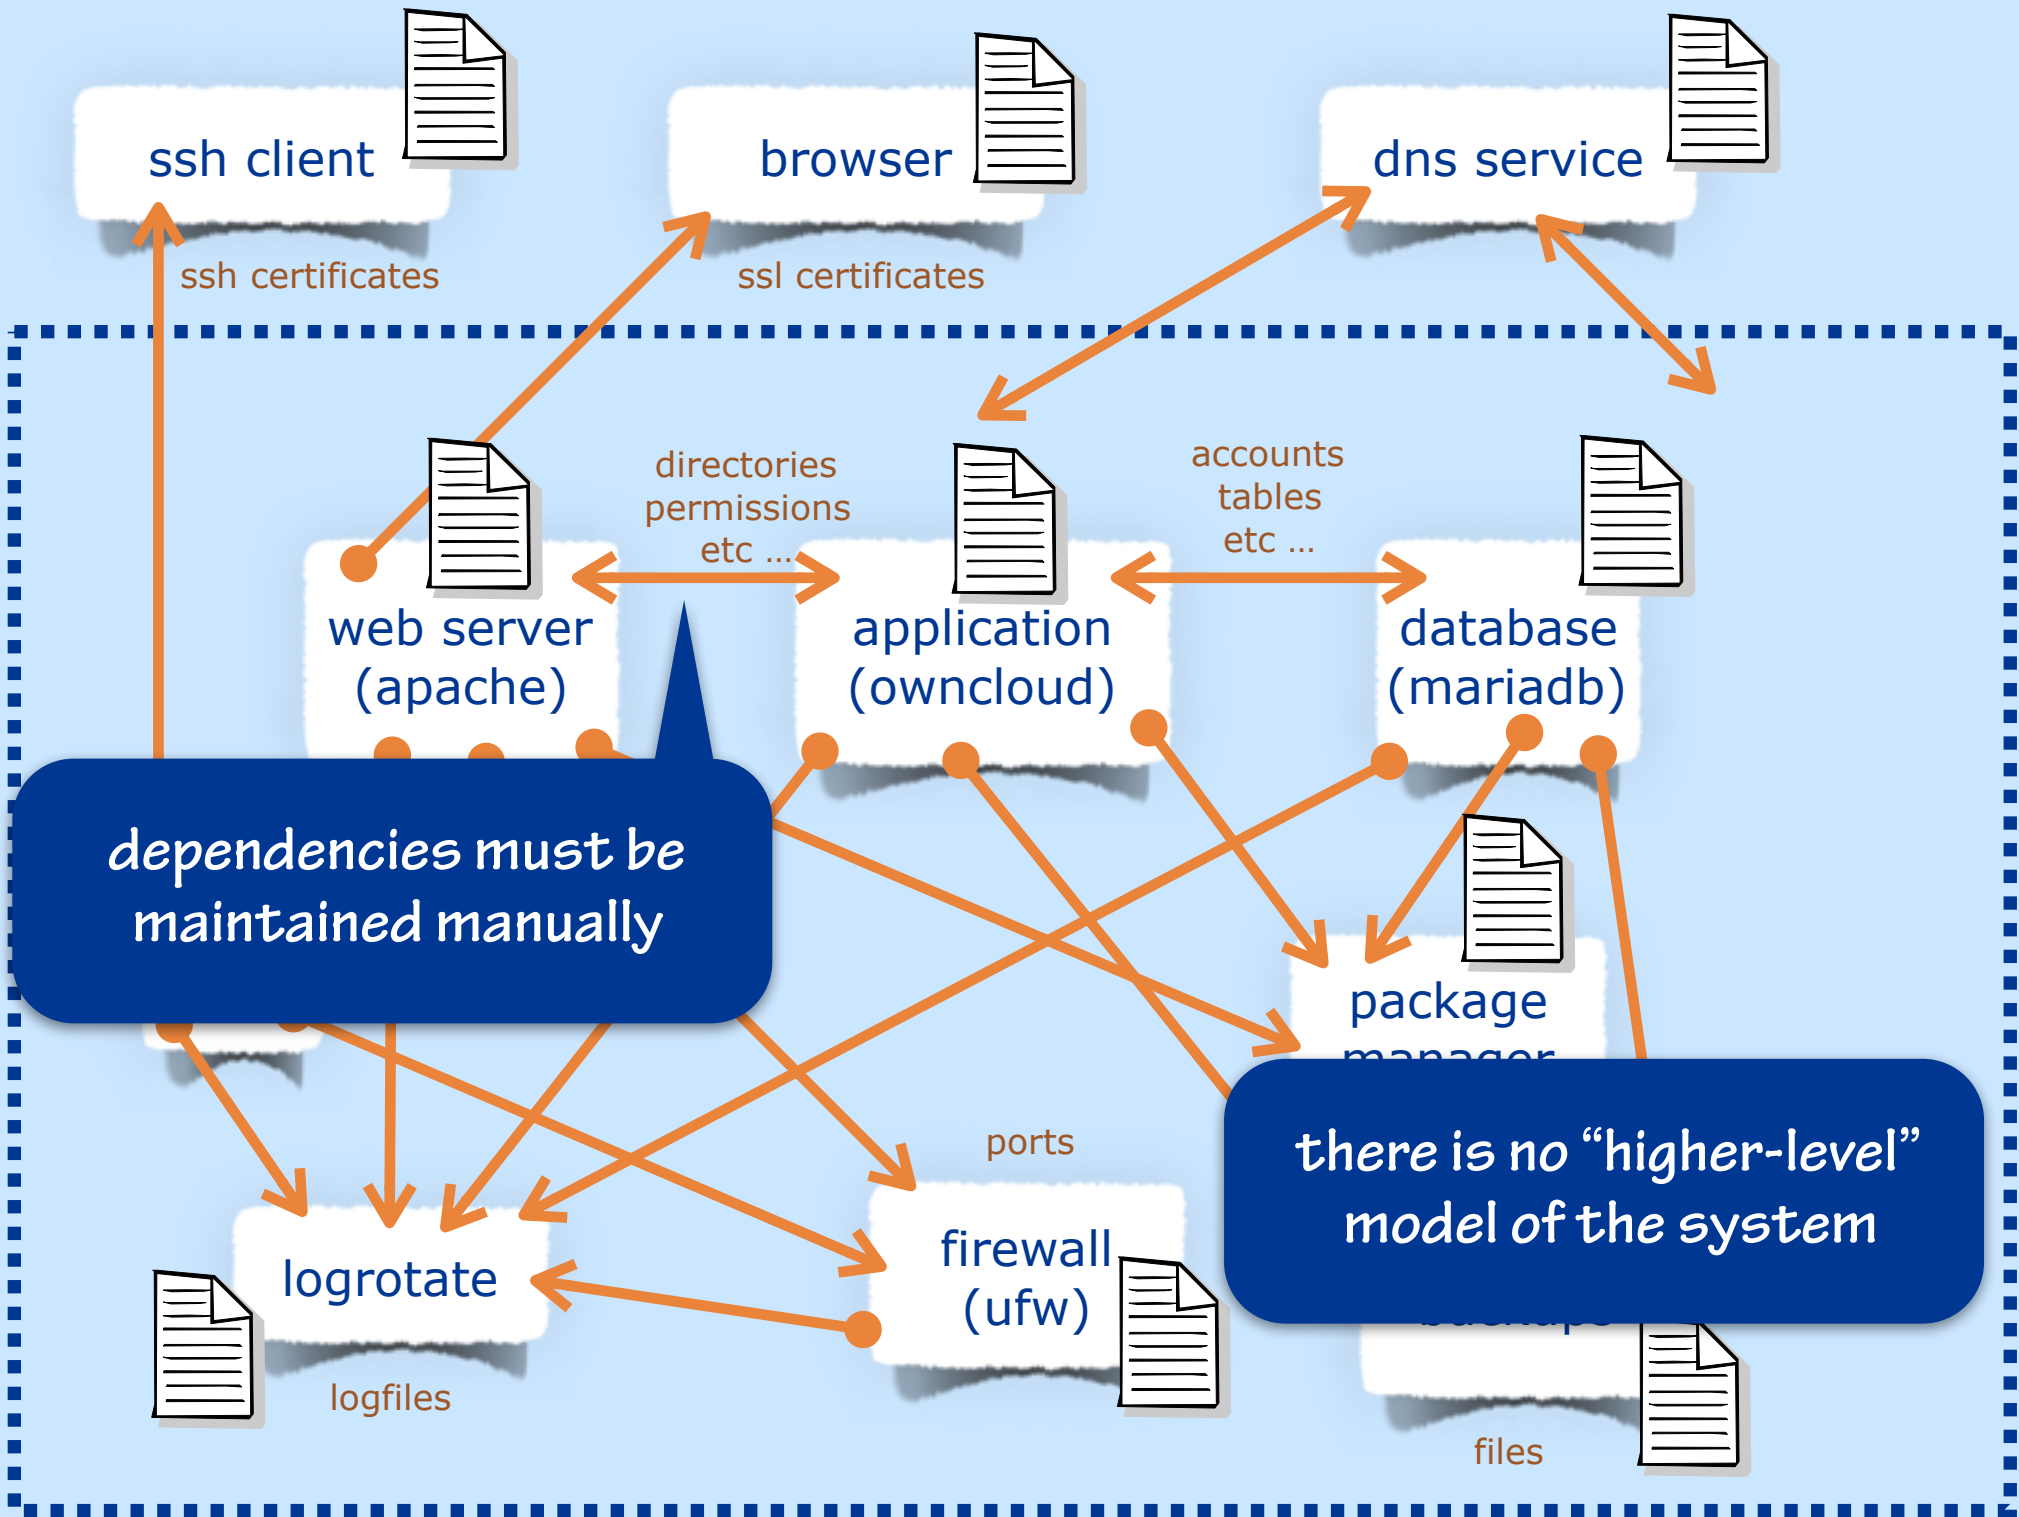 ssh client
browser
dns service
ssh certificates
ssl certificates
directories
permissions
etc ...
accounts
tables
etc ...
web server
(apache)
application
(owncloud)
database
(mariadb)
dependencies must be
maintained manually
package
manager
there is no “higher-level”
model of the system
ports
logrotate
firewall
(ufw)
backups
logfiles
files